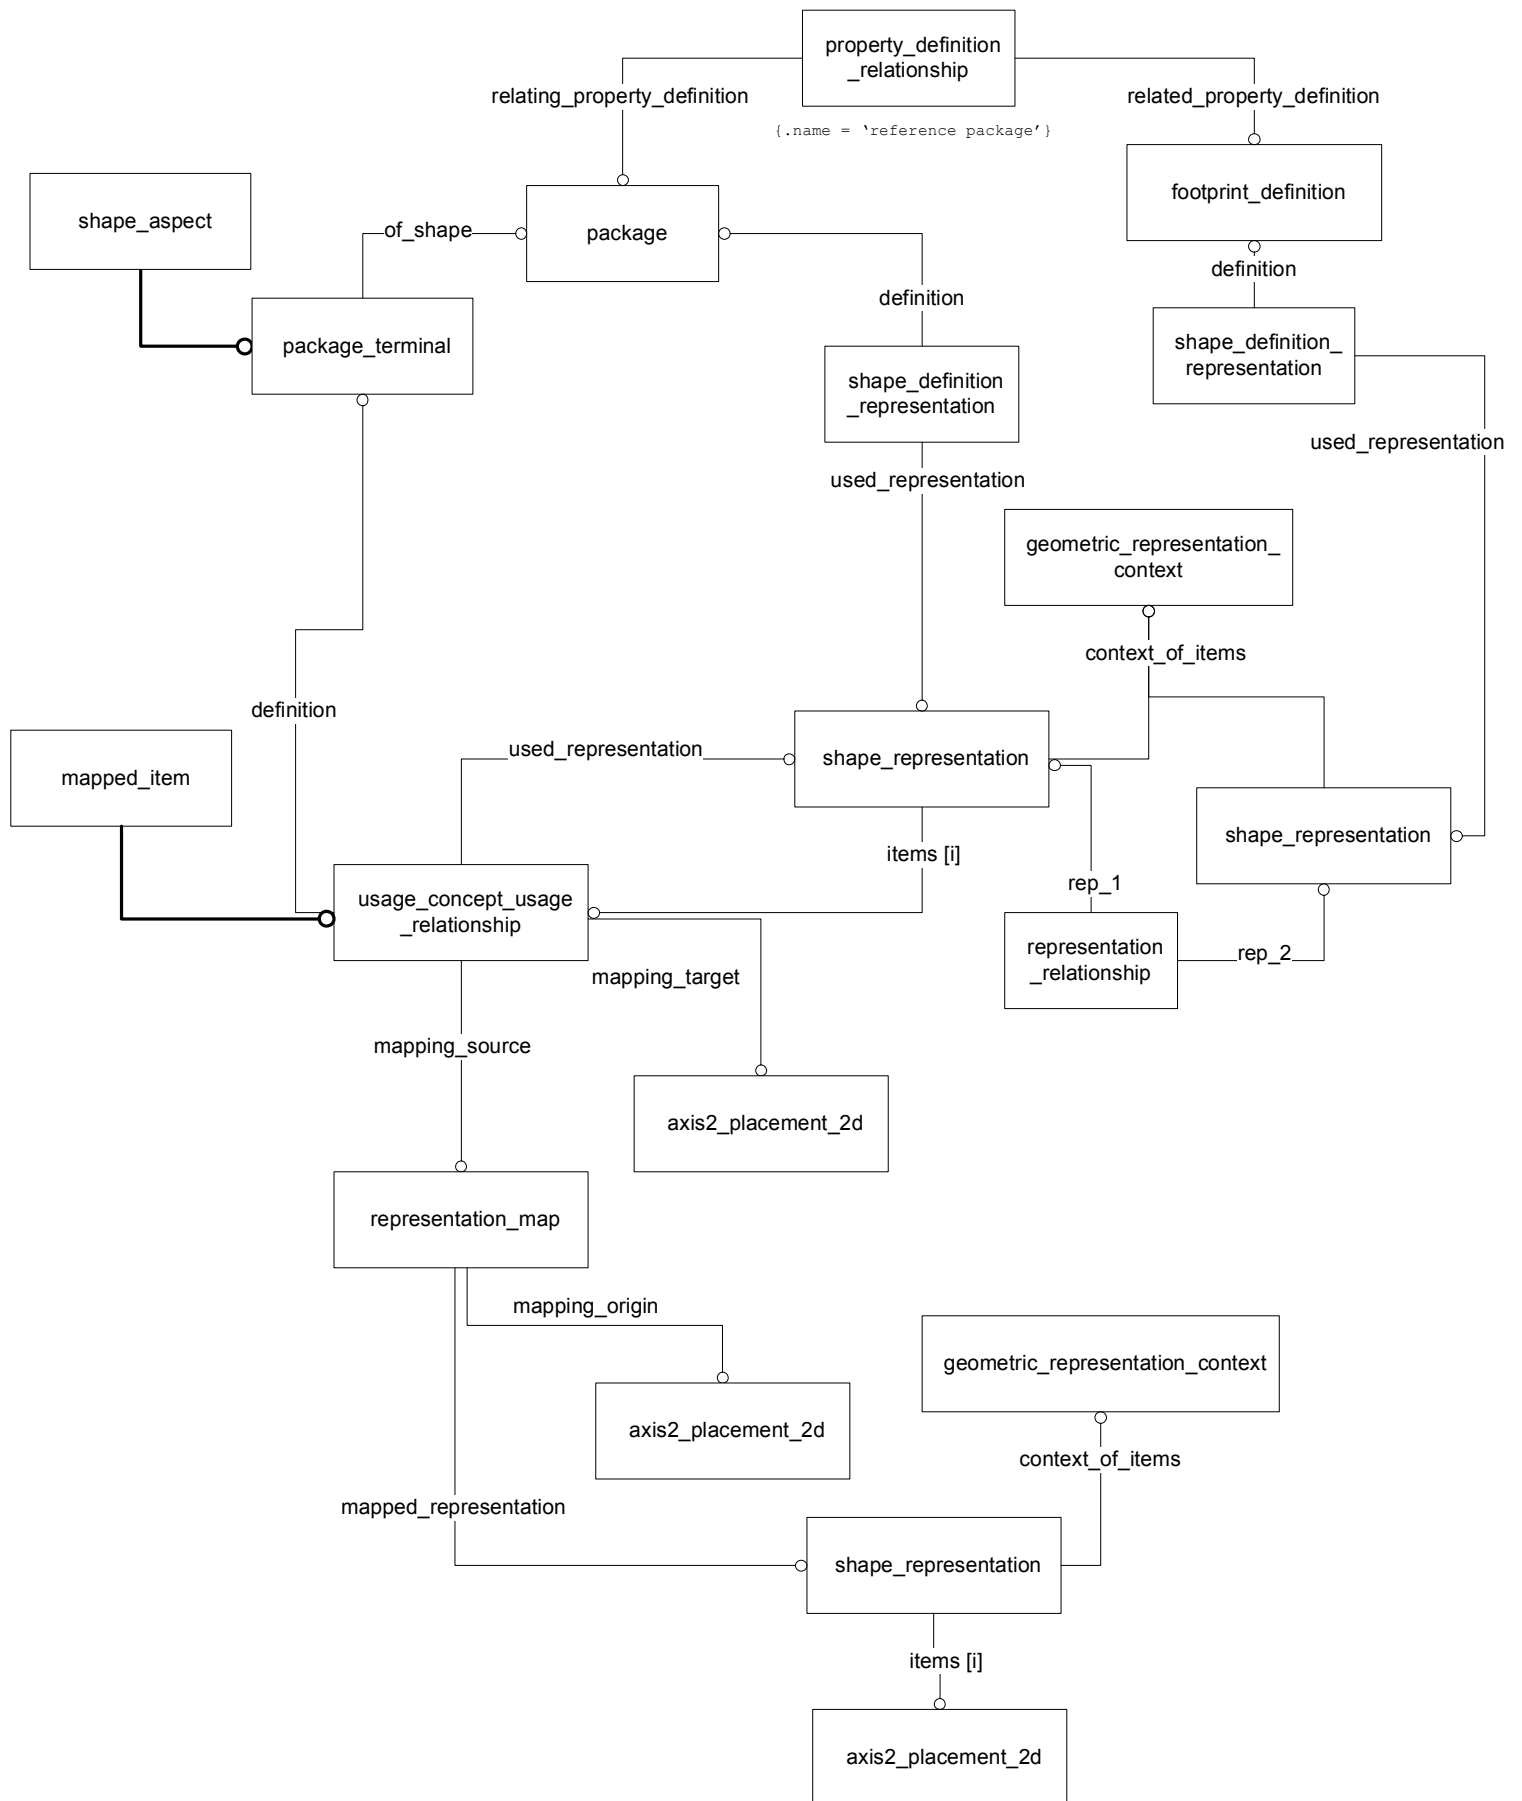 property_definition
_relationship
relating_property_definition
related_property_definition
{.name = ‘reference package’}
footprint_definition
shape_aspect
of_shape
package
definition
definition
package_terminal
shape_definition_
representation
shape_definition
_representation
used_representation
used_representation
geometric_representation_
context
context_of_items
definition
used_representation
shape_representation
mapped_item
shape_representation
items [i]
rep_1
usage_concept_usage
_relationship
representation
_relationship
rep_2
mapping_target
mapping_source
axis2_placement_2d
representation_map
mapping_origin
geometric_representation_context
axis2_placement_2d
context_of_items
mapped_representation
shape_representation
items [i]
axis2_placement_2d